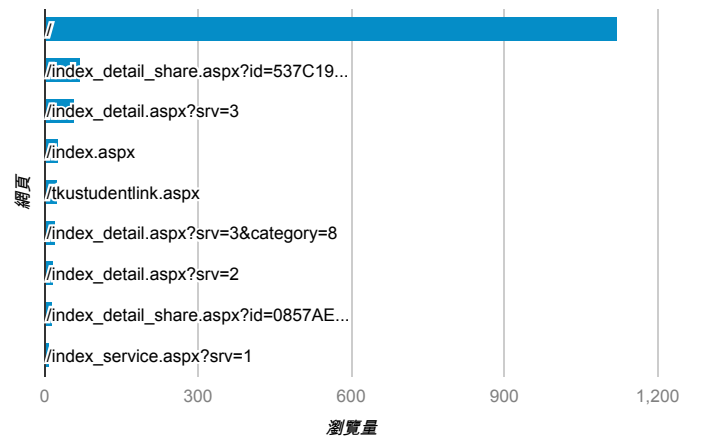 /
/index_detail_share.aspx?id=537C19...
/index_detail.aspx?srv=3
/index.aspx
/tkustudentlink.aspx
/index_detail.aspx?srv=3&category=8
/index_detail.aspx?srv=2
/index_detail_share.aspx?id=0857AE...
/index_service.aspx?srv=1
網頁
0 300 600 900 1,200
瀏覽量